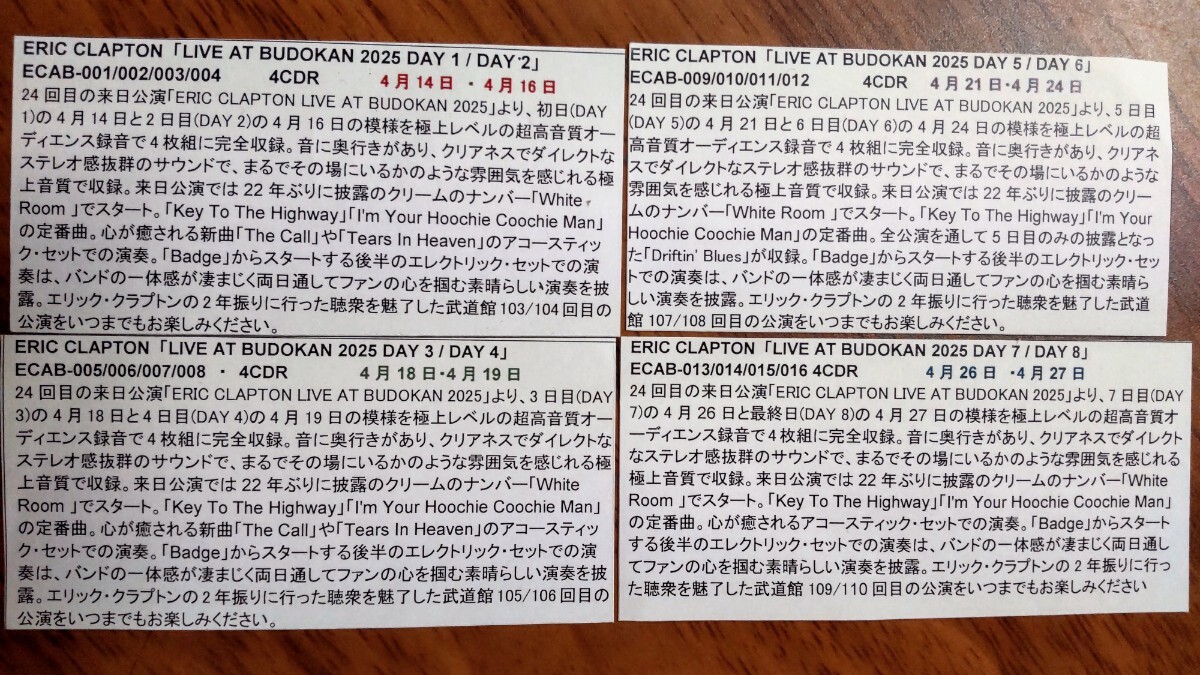 ERIC CLAPTON 「LIVE AT BUDOKAN 2025 DAY 1 / DAY 2」
ECAB-001/002/003/004 4CDR 4月14日 ・ 4月16日
24 回目の来日公演「ERIC CLAPTON LIVE AT BUDOKAN 2025」より、初日(DAY
1)の4月14日と2日目(DAY 2)の4月16日の模様を極上レベルの超高音質オー
ディエンス録音で4枚組に完全収録。音に奥行きがあり、クリアネスでダイレクトな
ステレオ感抜群のサウンドで、まるでその場にいるかのような雰囲気を感じれる極
上音質で収録。来日公演では 22 年ぶりに披露のクリームのナンバー「White
Room 」でスタート。「Key To The Highway」「I'm Your Hoochie Coochie Man」
の定番曲。心が癒される新曲「The Call」や「Tears In Heaven」のアコースティッ
ク・セットでの演奏。「Badge」からスタートする後半のエレクトリック・セットでの演
奏は、バンドの一体感が凄まじく両日通してファンの心を掴む素晴らしい演奏を披
露。エリック・クラプトンの2年振りに行った聴衆を魅了した武道館 103/104 回目の
公演をいつまでもお楽しみください。
ERIC CLAPTON 「LIVE AT BUDOKAN 2025 DAY 5 / DAY 6」
ECAB-009/010/011/012 4CDR 4月21日・4月24日
24 回目の来日公演「ERIC CLAPTON LIVE AT BUDOKAN 2025」より、5日目
(DAY 5)の4月21日と6日目(DAY 6)の4月24日の模様を極上レベルの超
高音質オーディエンス録音で4枚組に完全収録。音に奥行きがあり、クリアネ
スでダイレクトなステレオ感抜群のサウンドで、まるでその場にいるかのような
雰囲気を感じれる極上音質で収録。来日公演では 22 年ぶりに披露のクリー
ムのナンバー「White Room 」でスタート。「Key To The Highway」「I'm Your
Hoochie Coochie Man」の定番曲。全公演を通して5日目のみの披露となっ
た「Driftin' Blues」が収録。「Badge」からスタートする後半のエレクトリック・セッ
トでの演奏は、バンドの一体感が凄まじく両日通してファンの心を掴む素晴ら
しい演奏を披露。エリック・クラプトンの2年振りに行った聴衆を魅了した武道
館 107/108 回目の公演をいつまでもお楽しみください。
ERIC CLAPTON 「LIVE AT BUDOKAN 2025 DAY 3 / DAY 4」
ECAB-005/006/007/008 ・ 4CDR 4月18日・4月19日
24 回目の来日公演「ERIC CLAPTON LIVE AT BUDOKAN 2025」より、3日目(DAY
3)の4月18日と4日目(DAY 4)の4月19日の模様を極上レベルの超高音質オー
ディエンス録音で4枚組に完全収録。音に奥行きがあり、クリアネスでダイレクトな
ステレオ感抜群のサウンドで、まるでその場にいるかのような雰囲気を感じれる極
上音質で収録。来日公演では 22 年ぶりに披露のクリームのナンバー「White
Room 」でスタート。「Key To The Highway」「I'm Your Hoochie Coochie Man」
の定番曲。心が癒される新曲「The Call」や「Tears In Heaven」のアコースティッ
ク・セットでの演奏。「Badge」からスタートする後半のエレクトリック・セットでの演
奏は、バンドの一体感が凄まじく両日通してファンの心を掴む素晴らしい演奏を披
露。エリック・クラプトンの2年振りに行った聴衆を魅了した武道館 105/106 回目の
公演をいつまでもお楽しみください。
ERIC CLAPTON 「LIVE AT BUDOKAN 2025 DAY 7 / DAY 8」
ECAB-013/014/015/016 4CDR 4月26日 ・4月27日
24 回目の来日公演「ERIC CLAPTON LIVE AT BUDOKAN 2025」より、7日目(DAY
7)の4月26日と最終日(DAY 8)の4月27日の模様を極上レベルの超高音質オ
ーディエンス録音で4枚組に完全収録。音に奥行きがあり、クリアネスでダイレクト
なステレオ感抜群のサウンドで、まるでその場にいるかのような雰囲気を感じれる
極上音質で収録。来日公演では 22 年ぶりに披露のクリームのナンバー「White
Room 」でスタート。「Key To The Highway」「I'm Your Hoochie Coochie Man」
の定番曲。心が癒されるアコースティック・セットでの演奏。「Badge」からスタート
する後半のエレクトリック・セットでの演奏は、バンドの一体感が凄まじく両日通し
てファンの心を掴む素晴らしい演奏を披露。エリック・クラプトンの2年振りに行っ
た聴衆を魅了した武道館 109/110 回目の公演をいつまでもお楽しみください